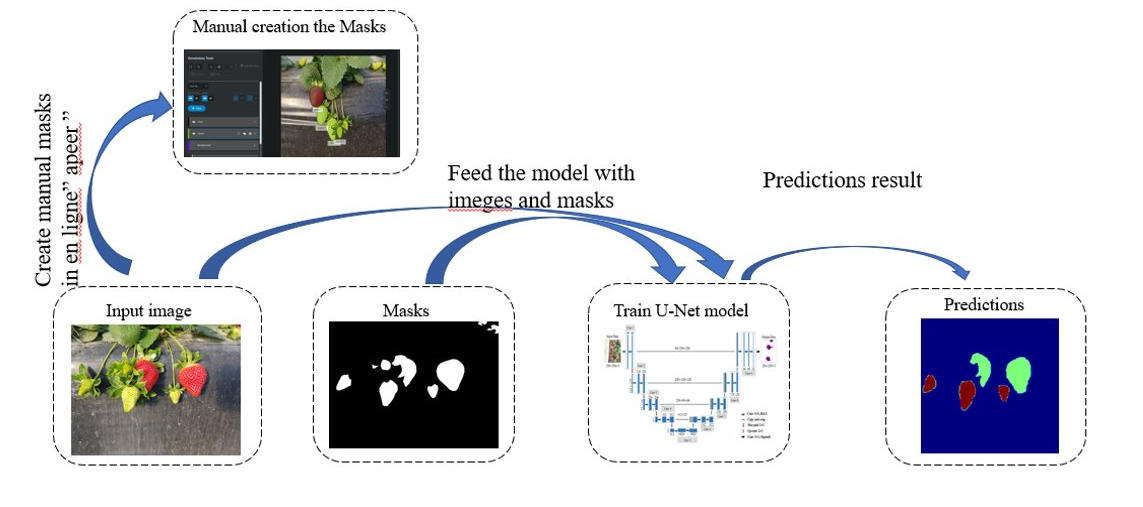 Manual creation the Masks
Create manual masks
in en ligne” apeer ”
Feed the model with
imeges and masks
Predictions result
Input image
Masks
Train U-Net model
Predictions